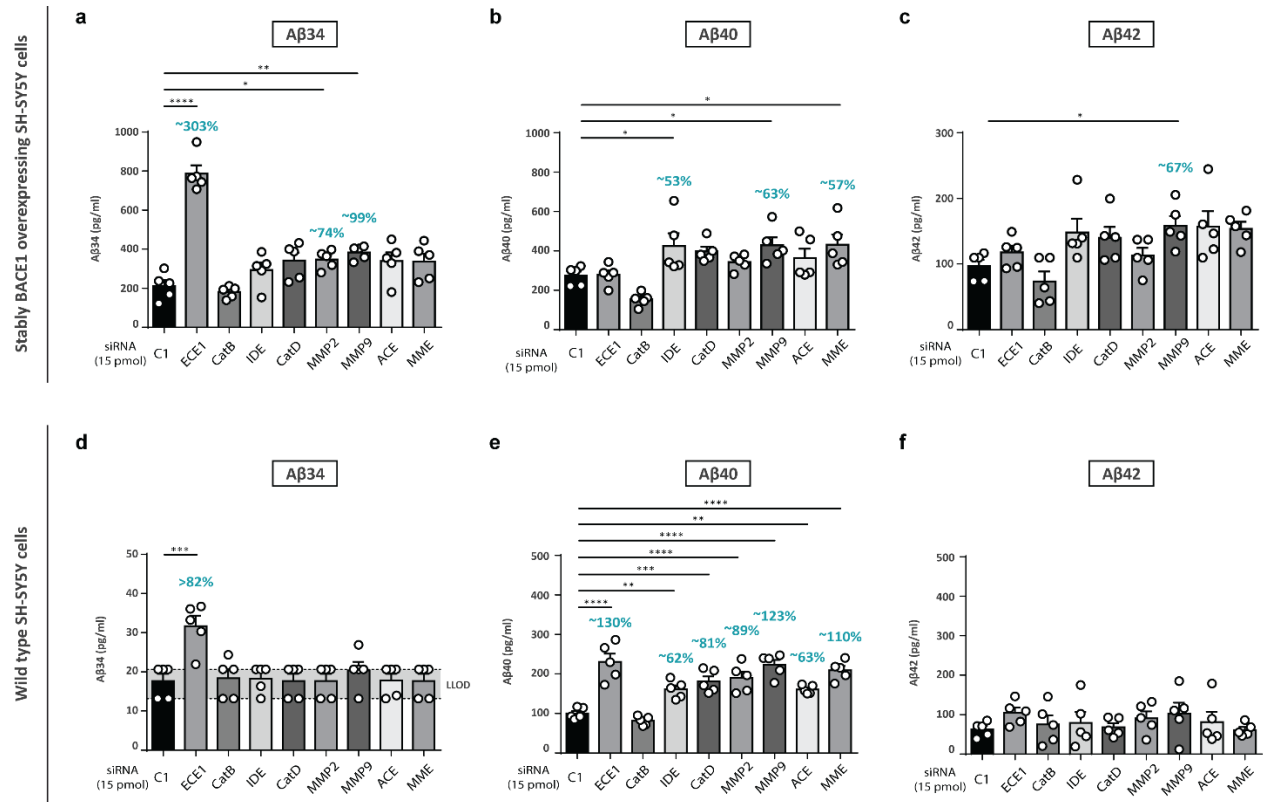 Stably BACE1 overexpressing SH-SY5Y cells
a
Aβ34
**
*
****
~303%
~74%
~99%
1000
800
600
400
200
0
Aβ34 (pg/ml)
siRNA
(15 pmol)
C1 ECE1 CatB IDE CatD MMP2 MMP9 ACE MME
b
Aβ40
*
*
*
~53%
~63%
~57%
1000
800
600
400
200
0
Aβ40 (pg/ml)
siRNA
(15 pmol)
C1 ECE1 CatB IDE CatD MMP2 MMP9 ACE MME
c
Aβ42
*
~67%
300
200
100
0
Aβ42 (pg/ml)
siRNA
(15 pmol)
C1 ECE1 CatB IDE CatD MMP2 MMP9 ACE MME
Wild type SH-SY5Y cells
d
Aβ34
***
>82%
50
40
30
20
10
0
Aβ34 (pg/ml)
LLOD
siRNA
(15 pmol)
C1 ECE1 CatB IDE CatD MMP2 MMP9 ACE MME
e
Aβ40
****
**
****
****
***
**
****
~130%
~62%
~81%
~89%
~123%
~63%
~110%
500
400
300
200
100
0
Aβ40 (pg/ml)
siRNA
(15 pmol)
C1 ECE1 CatB IDE CatD MMP2 MMP9 ACE MME
f
Aβ42
500
400
300
200
100
0
Aβ42 (pg/ml)
siRNA
(15 pmol)
C1 ECE1 CatB IDE CatD MMP2 MMP9 ACE MME